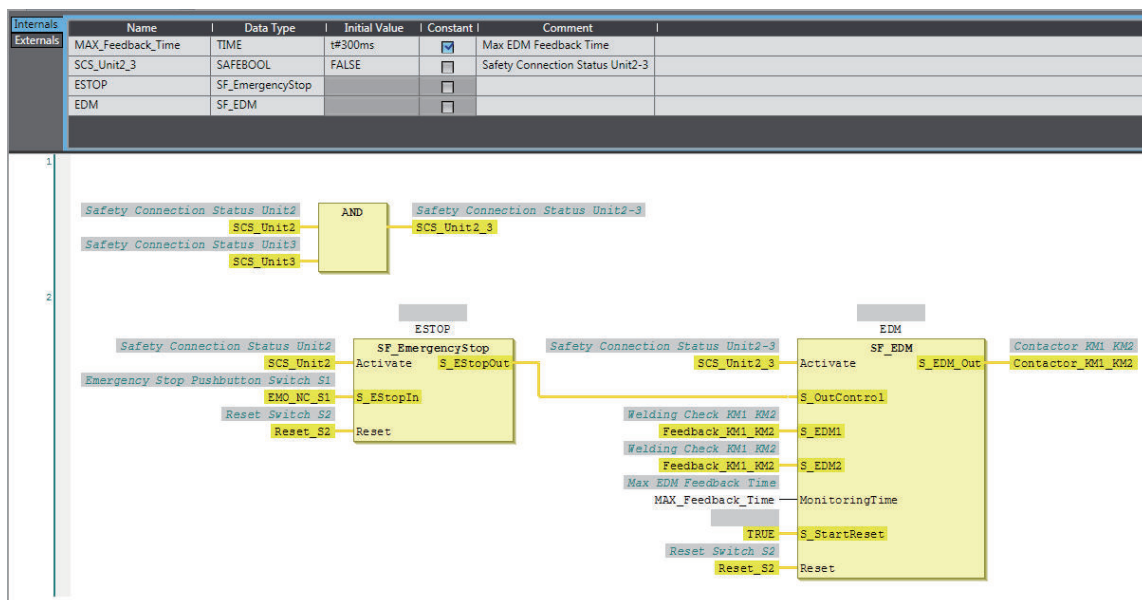 Internals
Externals
Name Data Type Initial Value Constant Comment
MAX_Feedback_Time TIME t#300ms Max EDM Feedback Time
SCS_Unit2_3 SAFEBOOL FALSE Safety Connection Status Unit2-3
ESTOP SF_EmergencyStop
EDM SF_EDM
1
Safety Connection Status Unit2 AND Safety Connection Status Unit2-3
SCS_Unit2 SCS_Unit2_3
Safety Connection Status Unit3
SCS_Unit3
2
ESTOP EDM
Safety Connection Status Unit2 SF_EmergencyStop Safety Connection Status Unit2-3 SF_EDM Contactor KM1 KM2
SCS_Unit2 Activate S_EStopOut SCS_Unit2_3 Activate S_EDM_Out Contactor_KM1_KM2
Emergency Stop Pushbutton Switch S1
EMO_NC_S1 S_EStopIn S_OutControl
Reset Switch S2 Welding Check KM1 KM2
Reset_S2 Reset Feedback_KM1_KM2 S_EDM1
Welding Check KM1 KM2
Feedback_KM1_KM2 S_EDM2
Max EDM Feedback Time
MAX_Feedback_Time MonitoringTime
TRUE S_StartReset
Reset Switch S2
Reset_S2 Reset